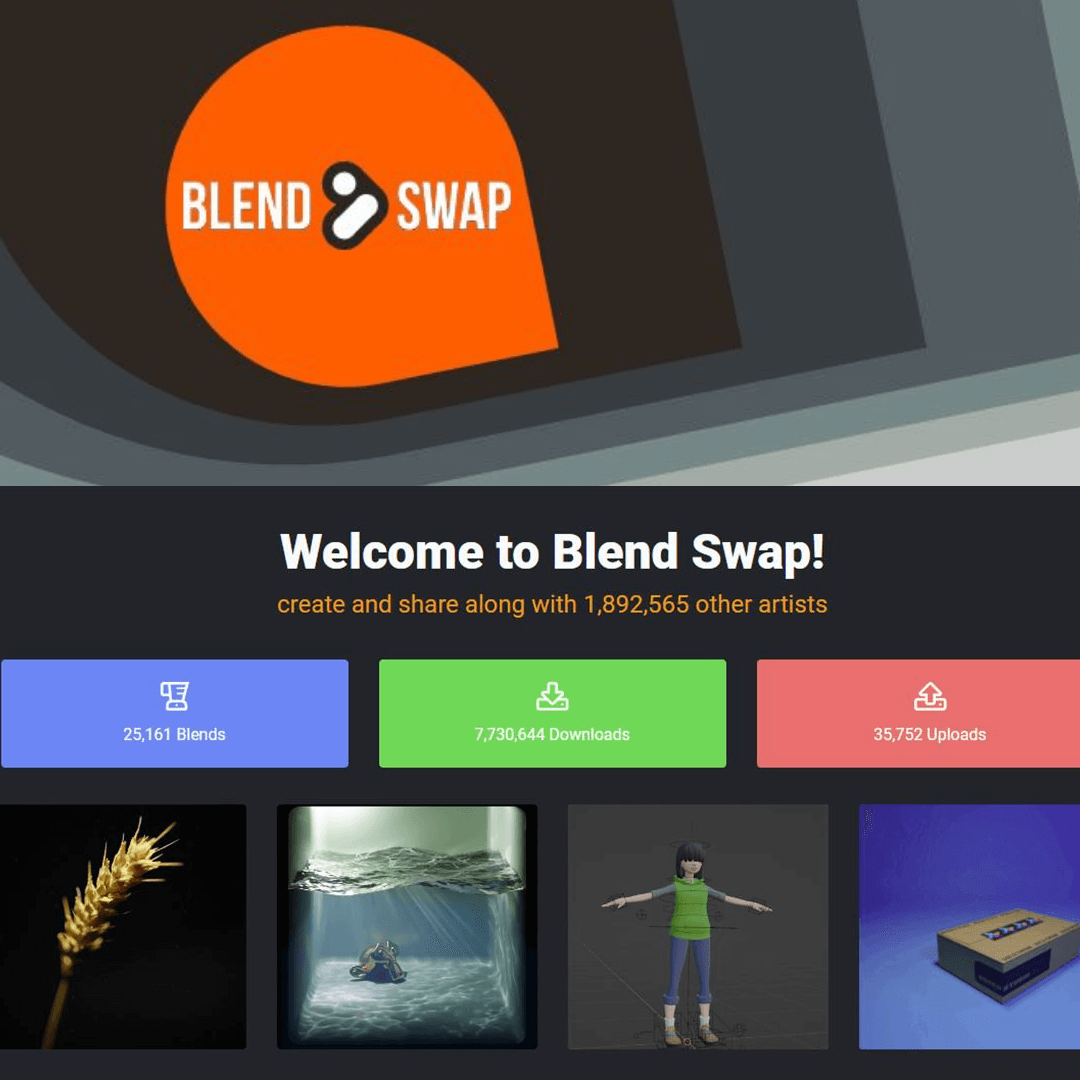 BLEND SWAP
Welcome to Blend Swap!
create and share along with 1,892,565 other artists
25,161 Blends
7,730,644 Downloads
35,752 Uploads